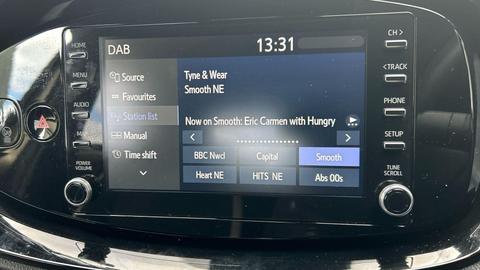 DAB
13:31
HOME
MENU
AUDIO
POWER
VOLUME
Source
Favourites
Station list
Manual
Time shift
Tyne & Wear
Smooth NE
Now on Smooth: Eric Carmen with Hungry
BBC Nwcl
Capital
Smooth
Heart NE
HITS NE
Abs 00s
CH >
< TRACK
PHONE
SETUP
TUNE
SCROLL